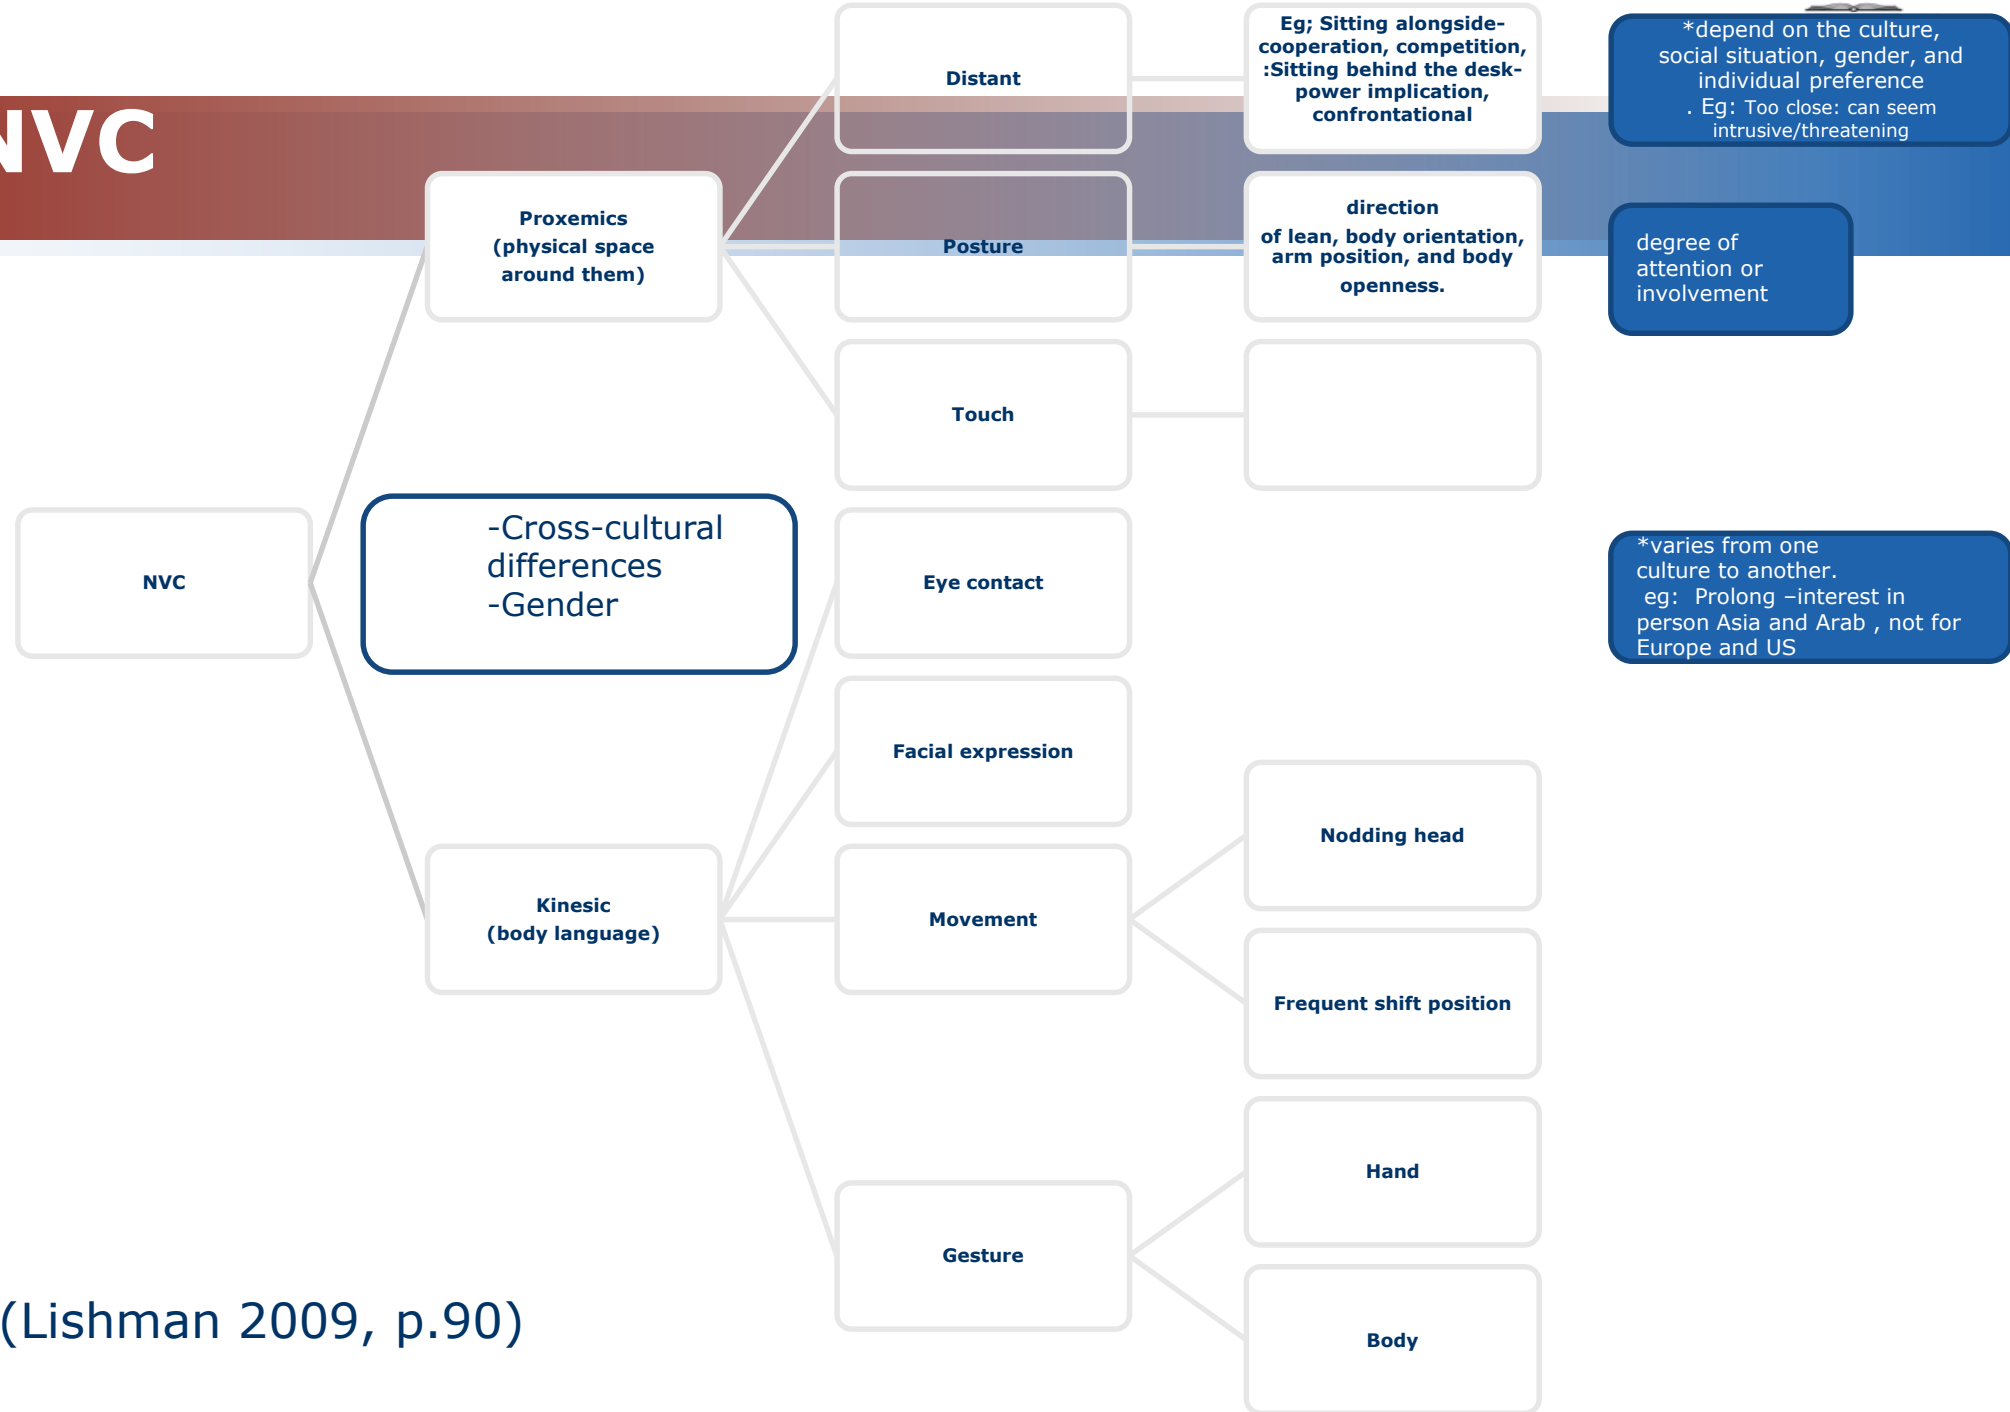 NVC
Distant
Eg; Sitting alongside-
cooperation, competition,
:Sitting behind the desk-
power implication,
confrontational
*depend on the culture,
social situation, gender, and
individual preference
. Eg: Too close: can seem
intrusive/threatening
Proxemics
(physical space
around them)
Posture
direction
of lean, body orientation,
arm position, and body
openness.
degree of
attention or
involvement
Touch
NVC
-Cross-cultural
differences
-Gender
Eye contact
*varies from one
culture to another.
eg:  Prolong –interest in
person Asia and Arab , not for
Europe and US
Facial expression
Kinesic
(body language)
Movement
Nodding head
Frequent shift position
Gesture
Hand
Body
(Lishman 2009, p.90)